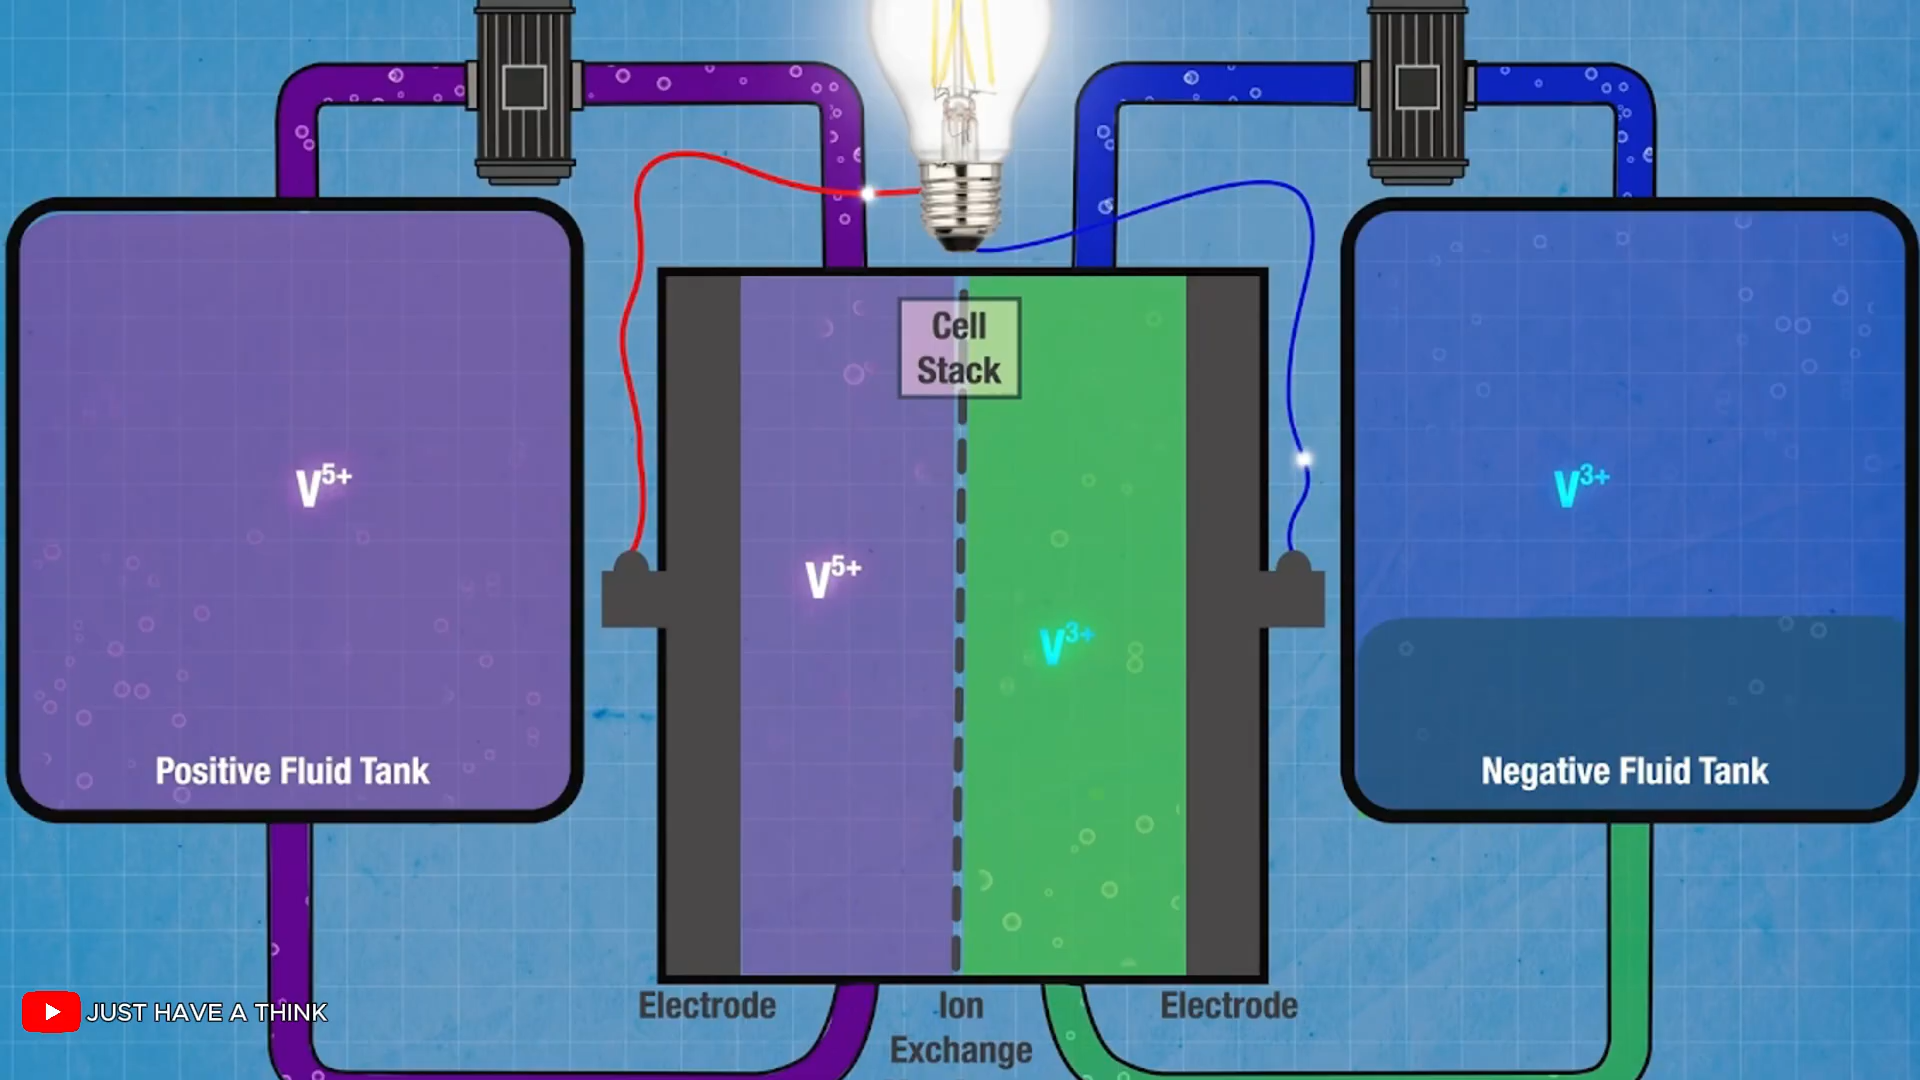 Cell
Stack
V5+
V3+
V5+
V3+
Positive Fluid Tank
Negative Fluid Tank
Electrode
Ion
Exchange
Electrode
JUST HAVE A THINK